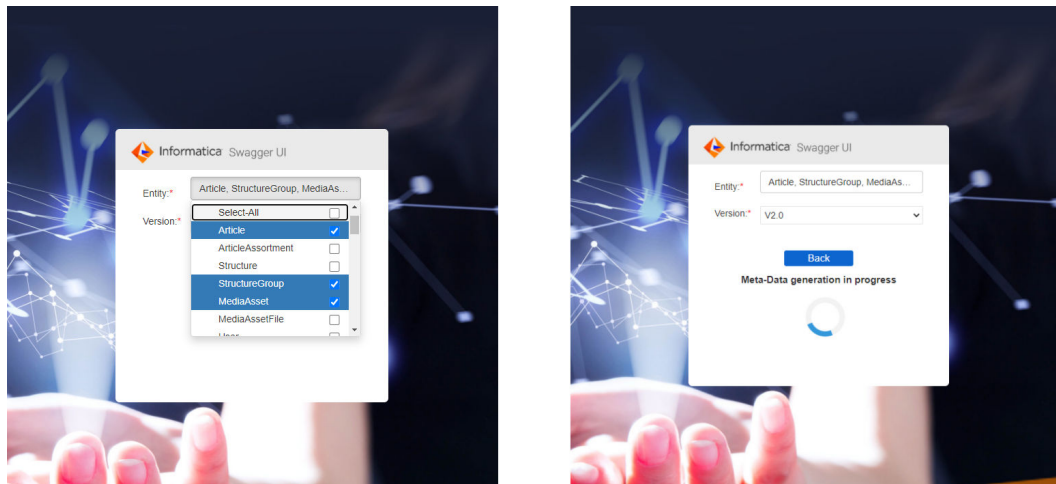 Informatica Swagger UI
Entity:* Article, StructureGroup, MediaAs...
Version:*
Select-All
Article
ArticleAssortment
Structure
StructureGroup
MediaAsset
MediaAssetFile
User
Informatica Swagger UI
Entity:* Article, StructureGroup, MediaAs...
Version:* V2.0
Back
Meta-Data generation in progress